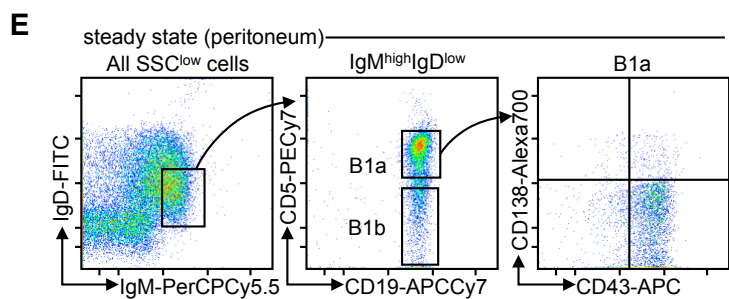 E
steady state (peritoneum)
All SSClow cells
IgMhighIgDlow
B1a
IgD-FITC
IgM-PerCPCy5.5
CD5-PECy7
B1a
B1b
CD19-APCCy7
CD138-Alexa700
CD43-APC